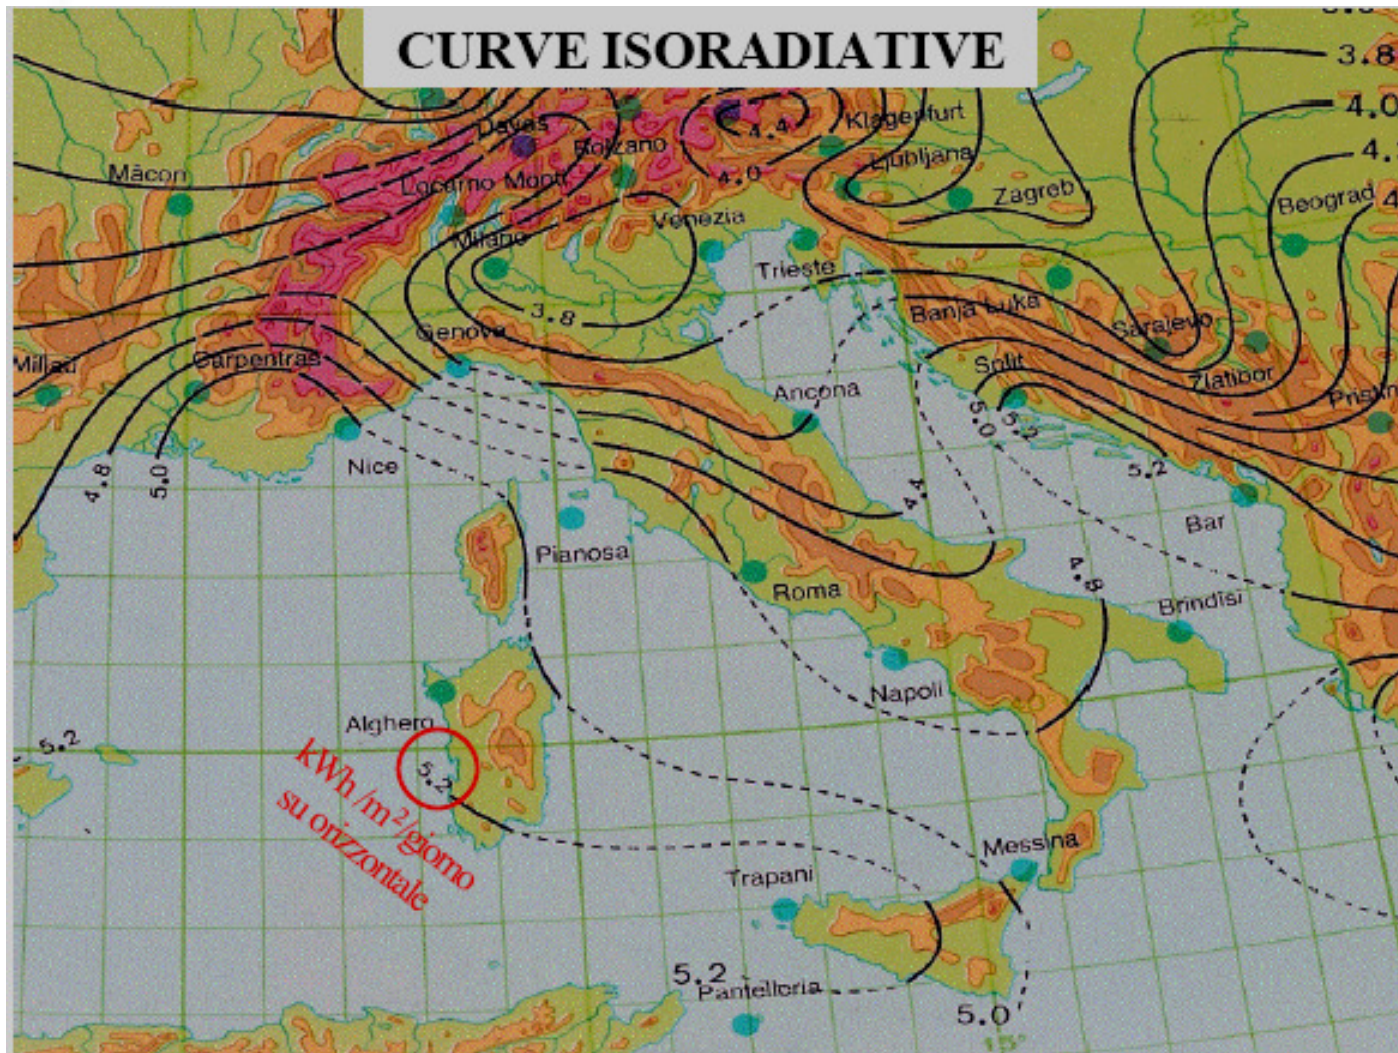 CURVE ISORADIATIVE
20
3.8
4.0
Davos
4.4
Klagenfurt
Bolzano
Ljubljana
Mâcon
Locarno Monti
4.0
Zagreb
Beograd
Venezia
Milano
Trieste
3.8
Banja Luka
Genova
Sarajevo
Millau
Carpentras
Split
Zlatibor
Ancona
Nice
4.8
5.0
5.0
5.2
5.2
4.4
Bar
Pianosa
Roma
4.8
Brindisi
Napoli
Alghero
5.2
5.2
kWh/m²/giorno
su orizzontale
Messina
Trapani
5.2
Pantelleria
5.0
15°